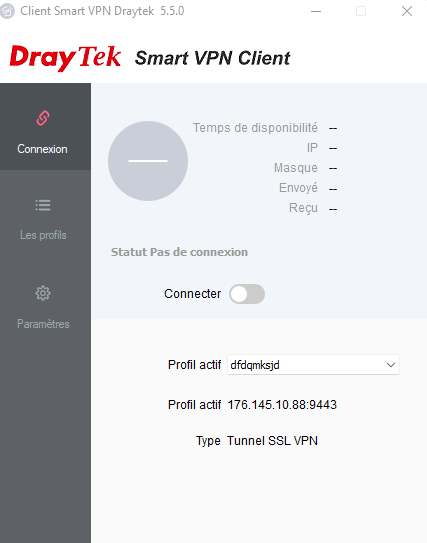 Client Smart VPN Draytek 5.5.0
DrayTek Smart VPN Client
Connexion
Les profils
Paramètres
Temps de disponibilité --
IP --
Masque --
Envoyé --
Reçu --
Statut Pas de connexion
Connecter
Profil actif dfdqmksjd
Profil actif 176.145.10.88:9443
Type Tunnel SSL VPN